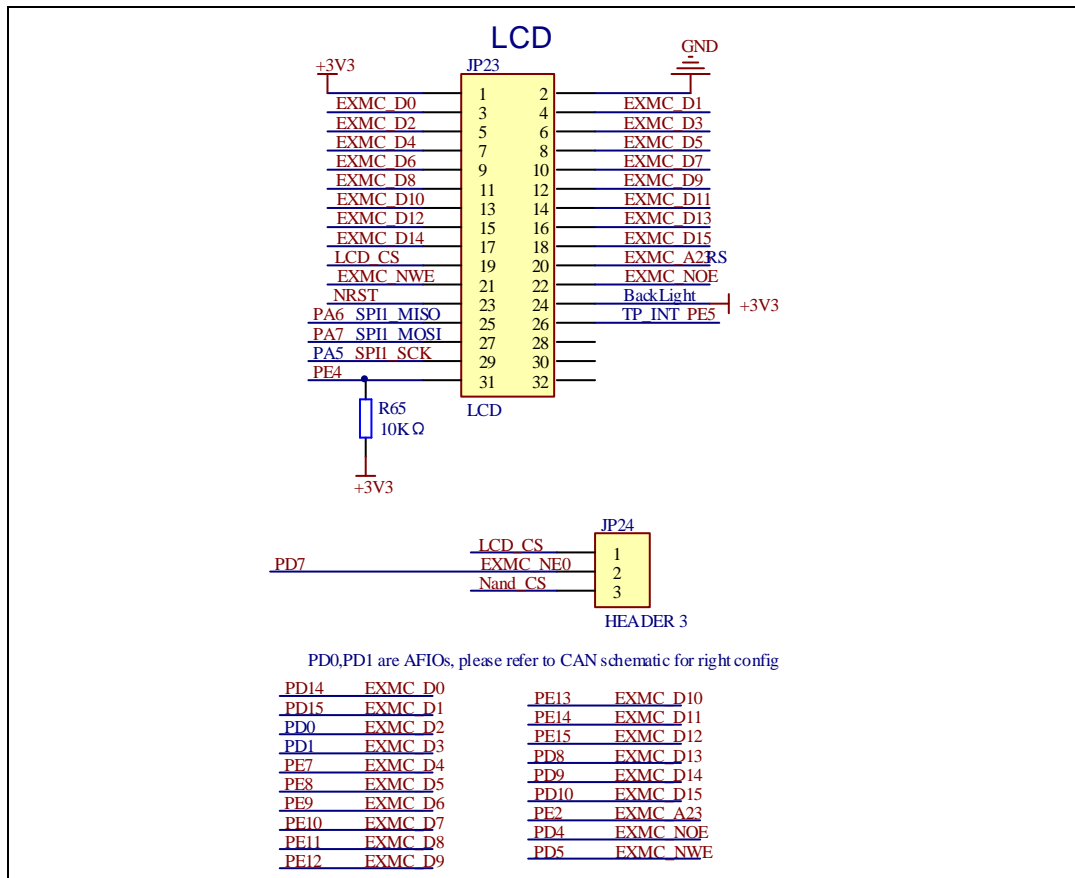 LCD
+3V3 JP23 GND
1 2
EXMC_D0 3 4 EXMC_D1
EXMC_D2 5 6 EXMC_D3
EXMC_D4 7 8 EXMC_D5
EXMC_D6 9 10 EXMC_D7
EXMC_D8 11 12 EXMC_D9
EXMC_D10 13 14 EXMC_D11
EXMC_D12 15 16 EXMC_D13
EXMC_D14 17 18 EXMC_D15
LCD_CS 19 20 EXMC_A23 RS
EXMC_NWE 21 22 EXMC_NOE
NRST 23 24 BackLight +3V3
PA6 SPI1_MISO 25 26 TP_INT PE5
PA7 SPI1_MOSI 27 28
PA5 SPI1_SCK 29 30
PE4 31 32
LCD
R65
10KΩ
+3V3
JP24
LCD_CS 1
PD7 EXMC_NE0 2
Nand_CS 3
HEADER 3
PD0,PD1 are AFIOs, please refer to CAN schematic for right config
PD14 EXMC_D0
PD15 EXMC_D1
PD0 EXMC_D2
PD1 EXMC_D3
PE7 EXMC_D4
PE8 EXMC_D5
PE9 EXMC_D6
PE10 EXMC_D7
PE11 EXMC_D8
PE12 EXMC_D9
PE13 EXMC_D10
PE14 EXMC_D11
PE15 EXMC_D12
PD8 EXMC_D13
PD9 EXMC_D14
PD10 EXMC_D15
PE2 EXMC_A23
PD4 EXMC_NOE
PD5 EXMC_NWE